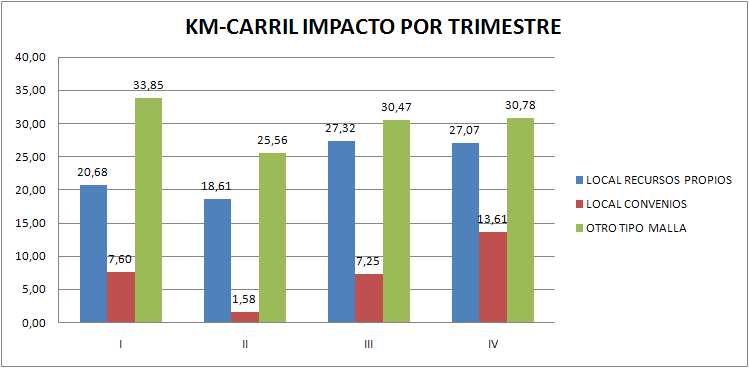 KM-CARRIL IMPACTO POR TRIMESTRE
40,00
35,00
30,00
25,00
20,00
15,00
10,00
5,00
0,00
20,68
7,60
33,85
18,61
1,58
25,56
27,32
7,25
30,47
27,07
13,61
30,78
I
II
III
IV
LOCAL RECURSOS PROPIOS
LOCAL CONVENIOS
OTRO TIPO MALLA